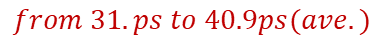 from 31. ps to 40.9ps(ave. )